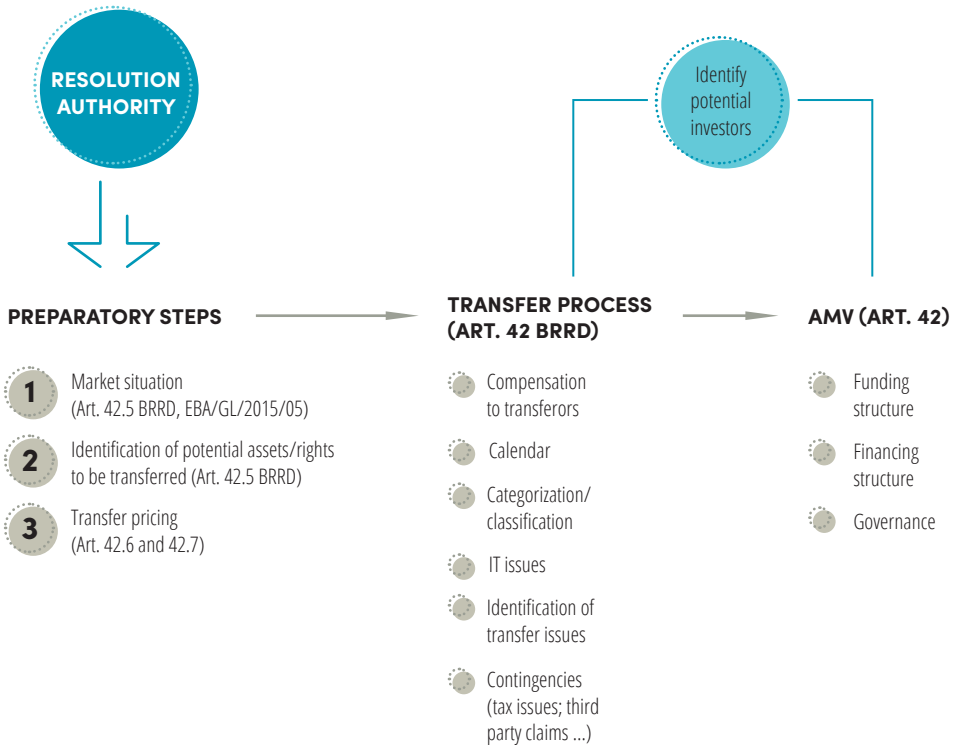 RESOLUTION
AUTHORITY
Identify
potential
investors
PREPARATORY STEPS
1
Market situation
(Art. 42.5 BRRD, EBA/GL/2015/05)
2
Identification of potential assets/rights
to be transferred (Art. 42.5 BRRD)
3
Transfer pricing
(Art. 42.6 and 42.7)
TRANSFER PROCESS
(ART. 42 BRRD)
Compensation
to transferors
Calendar
Categorization/
classification
IT issues
Identification of
transfer issues
Contingencies
(tax issues; third
party claims ...)
AMV (ART. 42)
Funding
structure
Financing
structure
Governance